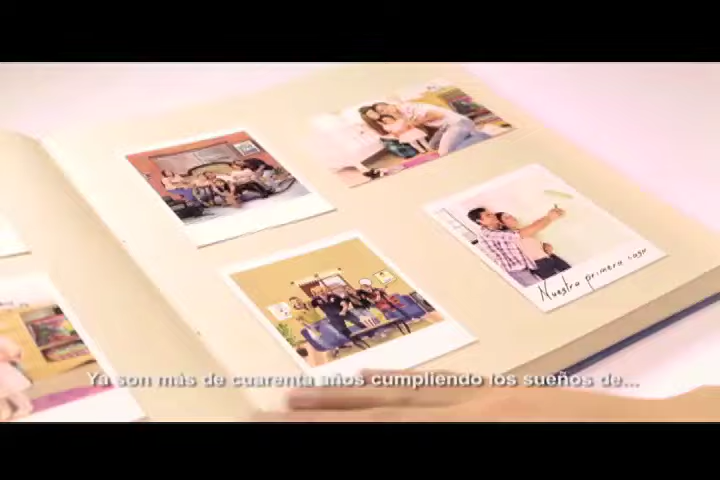 Nuestra primera casa
Ya son más de cuarenta años cumpliendo los sueños de...